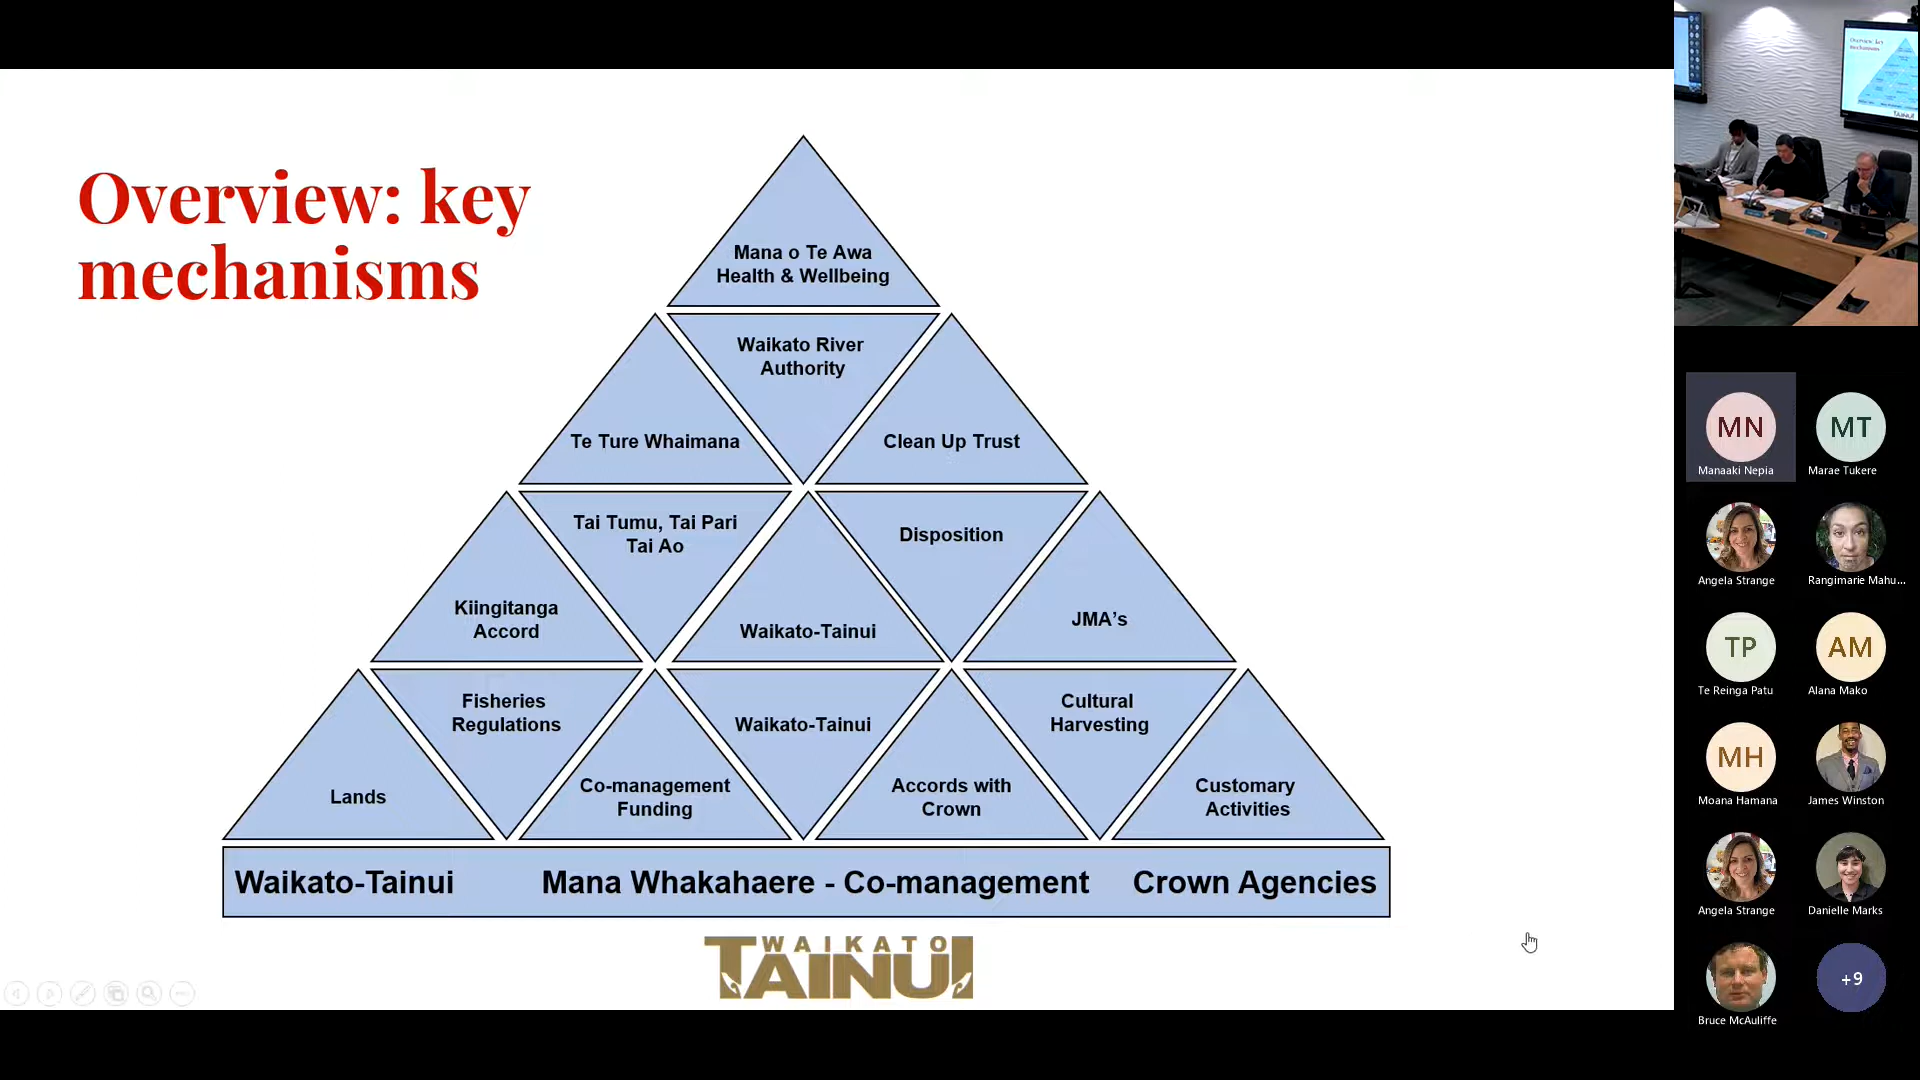 Overview: key
mechanisms
Mana o Te Awa
Health & Wellbeing
Waikato River
Authority
Te Ture Whaimana
Clean Up Trust
Tai Tumu, Tai Pari
Tai Ao
Disposition
Kiingitanga
Accord
Waikato-Tainui
JMA's
Fisheries
Regulations
Waikato-Tainui
Cultural
Harvesting
Lands
Co-management
Funding
Accords with
Crown
Customary
Activities
Waikato-Tainui Mana Whakahaere - Co-management Crown Agencies
WAIKATO
TAINUI
Overview: key
mechanisms
TAINUI
MN
Manaaki Nepia
MT
Marae Tukere
Angela Strange
Rangimarie Mahu...
TP
Te Reinga Patu
AM
Alana Mako
MH
Moana Hamana
James Winston
Angela Strange
Danielle Marks
Bruce McAuliffe
+9